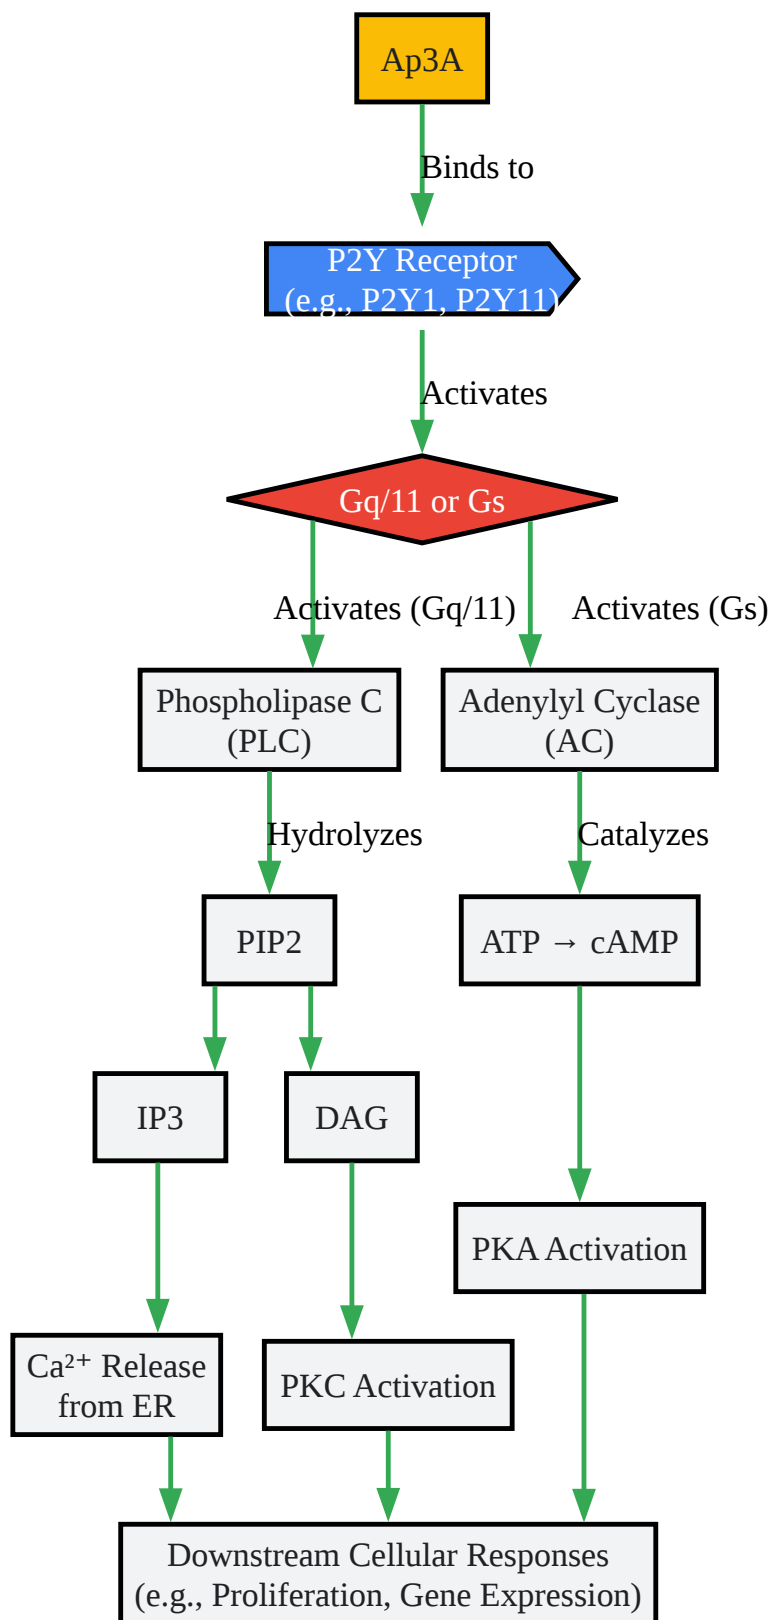 Ap3A
Binds to
P2Y Receptor
(e.g., P2Y1, P2Y11)
Activates
Gq/11 or Gs
Activates (Gq/11)
Activates (Gs)
Phospholipase C
(PLC)
Adenylyl Cyclase
(AC)
Hydrolyzes
Catalyzes
PIP2
ATP → cAMP
IP3
DAG
PKA Activation
Ca²⁺ Release
from ER
PKC Activation
Downstream Cellular Responses
(e.g., Proliferation, Gene Expression)